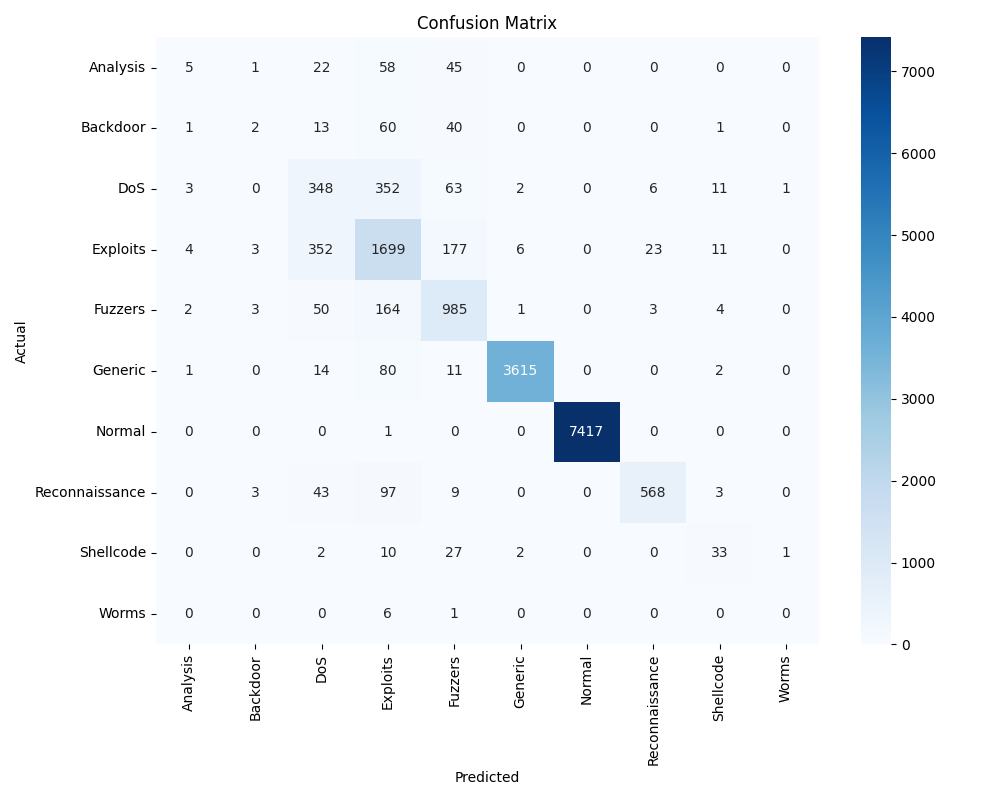 Confusion Matrix
Analysis 5 1 22 58 45 0 0 0 0 0
Backdoor 1 2 13 60 40 0 0 0 1 0
DoS 3 0 348 352 63 2 0 6 11 1
Exploits 4 3 352 1699 177 6 0 23 11 0
Fuzzers 2 3 50 164 985 1 0 3 4 0
Generic 1 0 14 80 11 3615 0 0 2 0
Normal 0 0 0 1 0 0 7417 0 0 0
Reconnaissance 0 3 43 97 9 0 0 568 3 0
Shellcode 0 0 2 10 27 2 0 0 33 1
Worms 0 0 0 6 1 0 0 0 0 0
Actual
Analysis
Backdoor
DoS
Exploits
Fuzzers
Generic
Normal
Reconnaissance
Shellcode
Worms
Predicted
7000
6000
5000
4000
3000
2000
1000
0